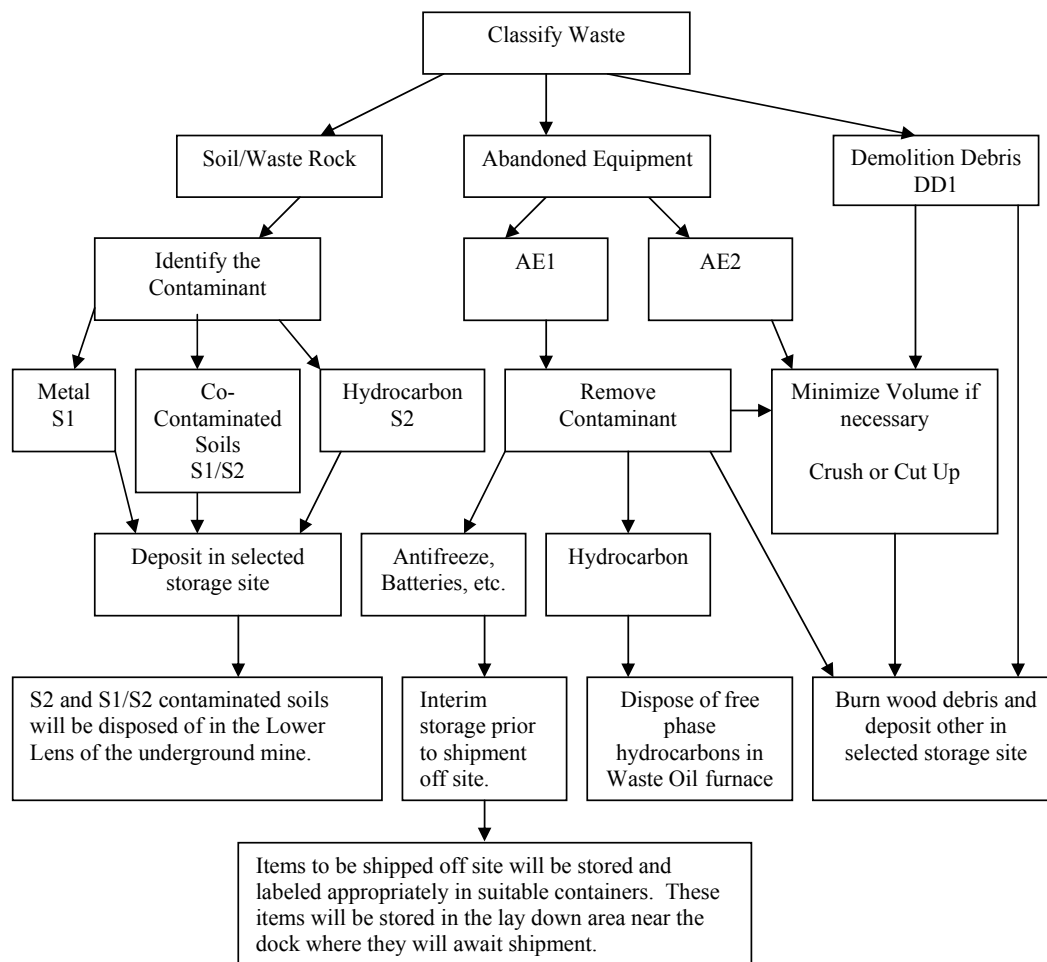 Classify Waste
Soil/Waste Rock
Abandoned Equipment
Demolition Debris
DD1
Identify the
Contaminant
AE1
AE2
Metal
S1
Co-
Contaminated
Soils
S1/S2
Hydrocarbon
S2
Remove
Contaminant
Minimize Volume if
necessary
Crush or Cut Up
Deposit in selected
storage site
Antifreeze,
Batteries, etc.
Hydrocarbon
S2 and S1/S2 contaminated soils
will be disposed of in the Lower
Lens of the underground mine.
Interim
storage prior
to shipment
off site.
Dispose of free
phase
hydrocarbons in
Waste Oil furnace
Burn wood debris and
deposit other in
selected storage site
Items to be shipped off site will be stored and
labeled appropriately in suitable containers.  These
items will be stored in the lay down area near the
dock where they will await shipment.